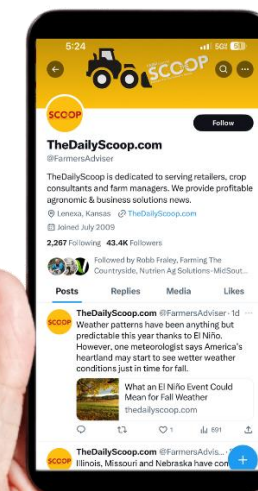 5:24
5G
SCOOP
SCOOP
Follow
TheDailyScoop.com
@FarmersAdviser
TheDailyScoop is dedicated to serving retailers, crop
consultants and farm managers. We provide profitable
agronomic & business solutions news.
Lenexa, Kansas TheDailyScoop.com
Joined July 2009
2,267 Following 43.4K Followers
Followed by Robb Fraley, Farming The
Countryside, Nutrien Ag Solutions-MidSout...
Posts Replies Media Likes
TheDailyScoop.com @FarmersAdviser · 1d
SCOOP
Weather patterns have been anything but
predictable this year thanks to El Niño.
However, one meteorologist says America's
heartland may start to see wetter weather
conditions just in time for fall.
What an El Niño Event Could
Mean for Fall Weather
thedailyscoop.com
1 891
TheDailyScoop.com @FarmersAdvis...
SCOOP
Illinois, Missouri and Nebraska have